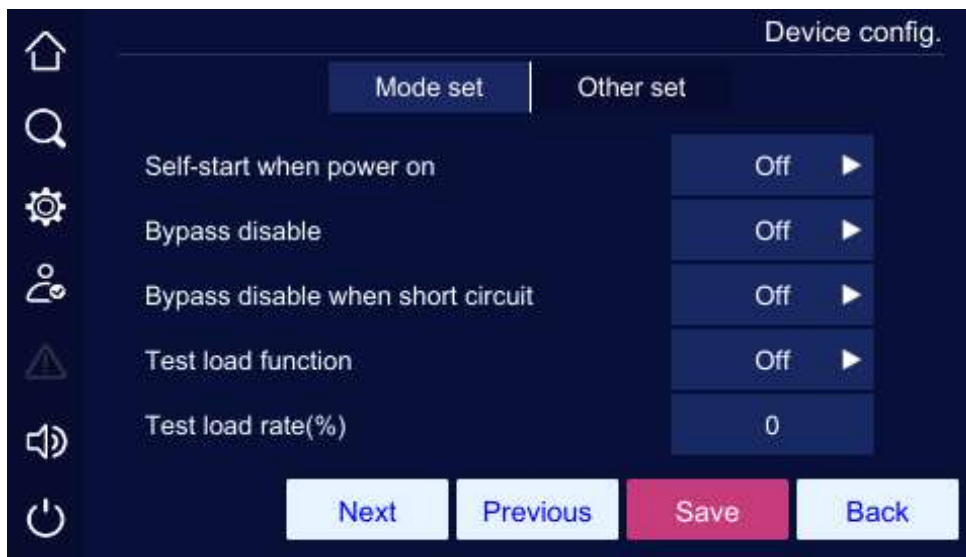 Device config.
Mode set Other set
Self-start when power on Off
Bypass disable Off
Bypass disable when short circuit Off
Test load function Off
Test load rate(%) 0
Next Previous Save Back